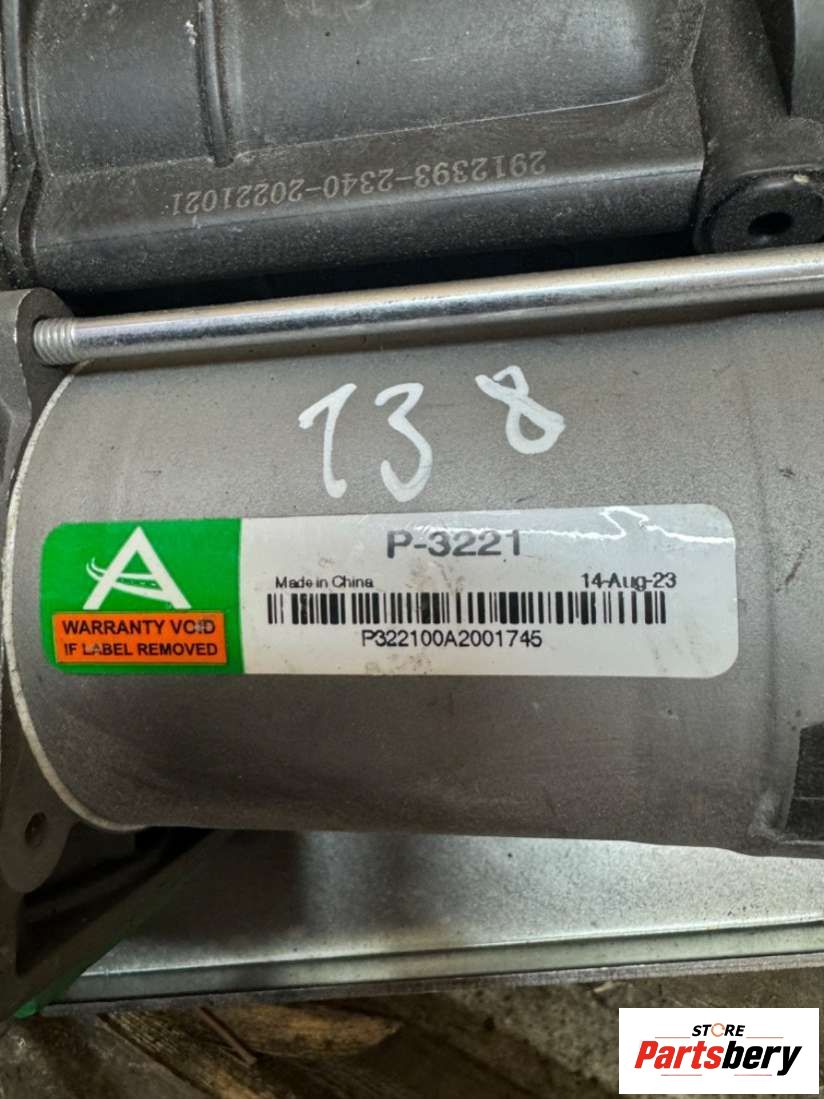 2912393-2340-20221021
138
A
P-3221
Made in China
14-Aug-23
WARRANTY VOID
IF LABEL REMOVED
P322100A2001745
STORE
Partsbery